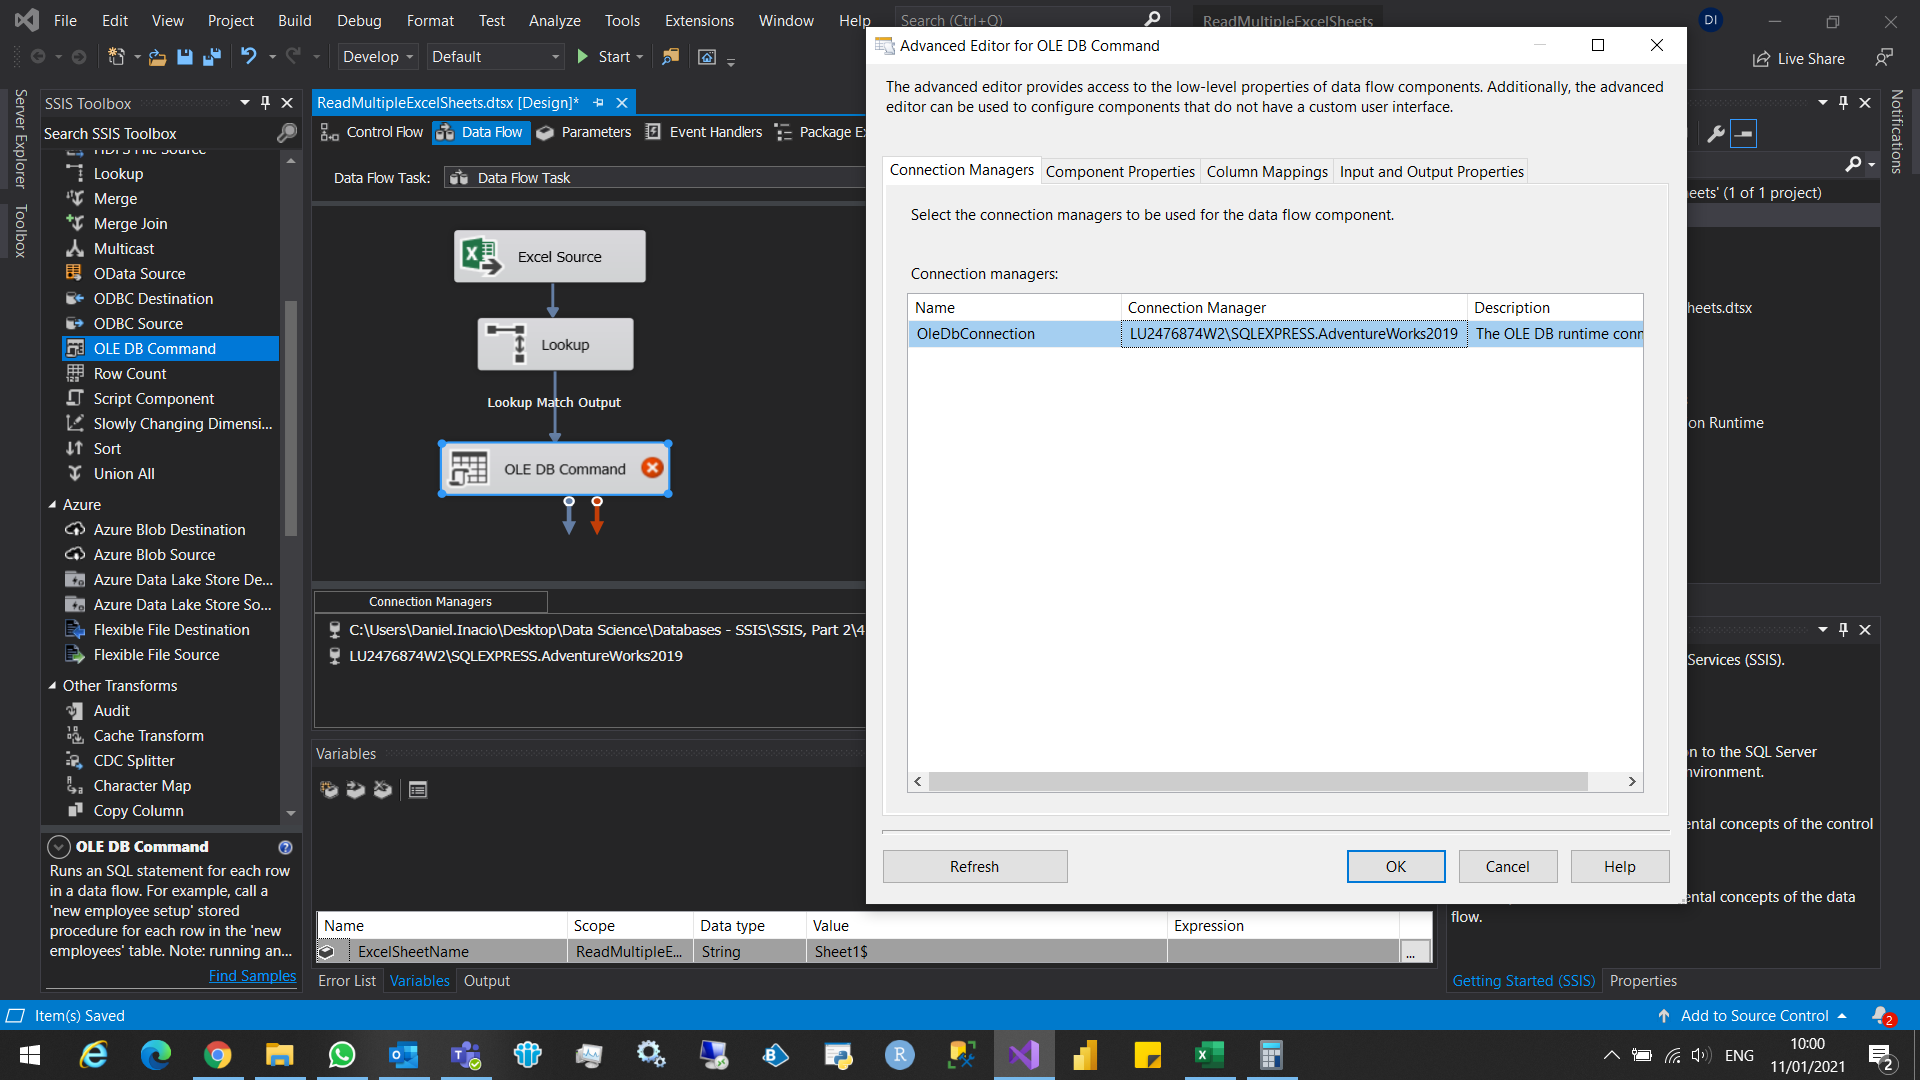 File Edit View Project Build Debug Format Test Analyze Tools Extensions Window Help
Search (Ctrl+Q)
ReadMultipleExcelSheets
DI
Develop Default Start
Live Share
Server Explorer
Toolbox
SSIS Toolbox
Search SSIS Toolbox
HDFS File Source
Lookup
Merge
Merge Join
Multicast
OData Source
ODBC Destination
ODBC Source
OLE DB Command
Row Count
Script Component
Slowly Changing Dimensi...
Sort
Union All
Azure
Azure Blob Destination
Azure Blob Source
Azure Data Lake Store De...
Azure Data Lake Store So...
Flexible File Destination
Flexible File Source
Other Transforms
Audit
Cache Transform
CDC Splitter
Character Map
Copy Column
OLE DB Command
Runs an SQL statement for each row
in a data flow. For example, call a
'new employee setup' stored
procedure for each row in the 'new
employees' table. Note: running an...
Find Samples
ReadMultipleExcelSheets.dtsx [Design]*
Control Flow Data Flow Parameters Event Handlers Package Ex
Data Flow Task: Data Flow Task
Excel Source
Lookup
Lookup Match Output
OLE DB Command
Connection Managers
C:\Users\Daniel.Inacio\Desktop\Data Science\Databases - SSIS\SSIS, Part 2\4
LU2476874W2\SQLEXPRESS.AdventureWorks2019
Variables
Name Scope Data type Value Expression
ExcelSheetName ReadMultipleE... String Sheet1$ ...
Error List Variables Output
Advanced Editor for OLE DB Command
The advanced editor provides access to the low-level properties of data flow components. Additionally, the advanced
editor can be used to configure components that do not have a custom user interface.
Connection Managers Component Properties Column Mappings Input and Output Properties
Select the connection managers to be used for the data flow component.
Connection managers:
Name Connection Manager Description
OleDbConnection LU2476874W2\SQLEXPRESS.AdventureWorks2019 The OLE DB runtime conn
Refresh OK Cancel Help
Notifications
eets' (1 of 1 project)
heets.dtsx
on Runtime
Services (SSIS).
n to the SQL Server
nvironment.
ental concepts of the control
ental concepts of the data
flow.
Getting Started (SSIS) Properties
Item(s) Saved
Add to Source Control
2
ENG
10:00
11/01/2021
2